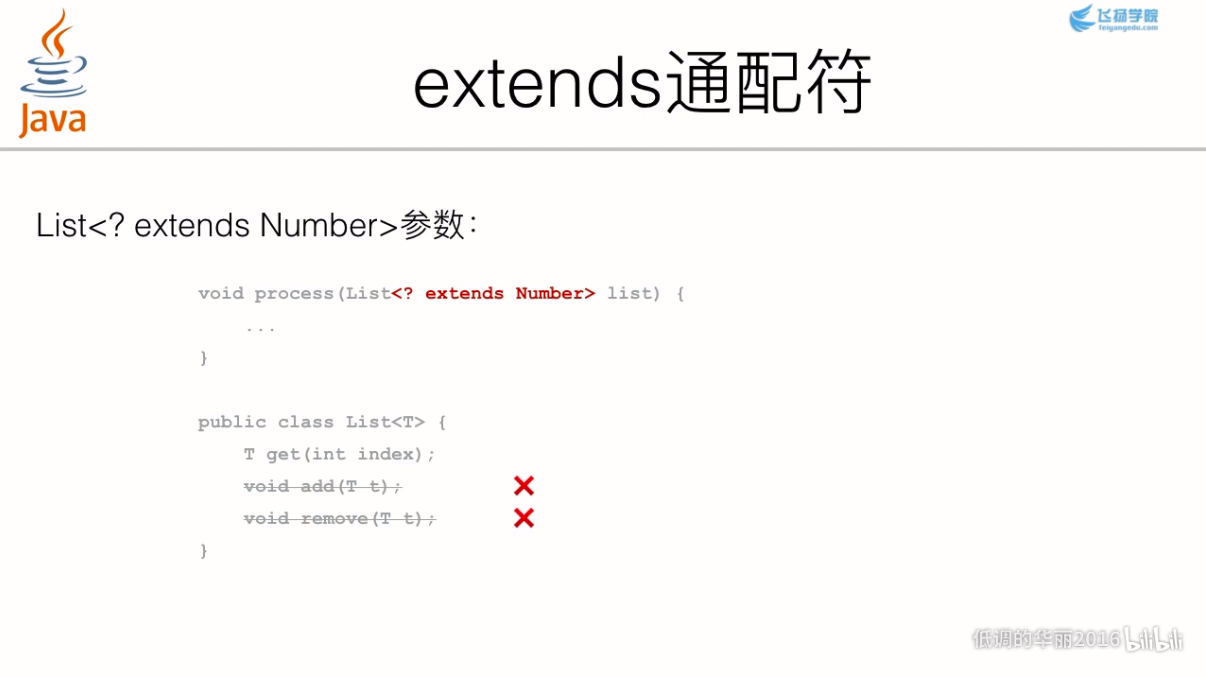 Java
飞扬学院
feiyangedu.com
extends通配符
List<? extends Number>参数：
void process(List<? extends Number> list) {
...
}
public class List<T> {
T get(int index);
void add(T t);
void remove(T t);
}
低调的华丽2016 bilibili